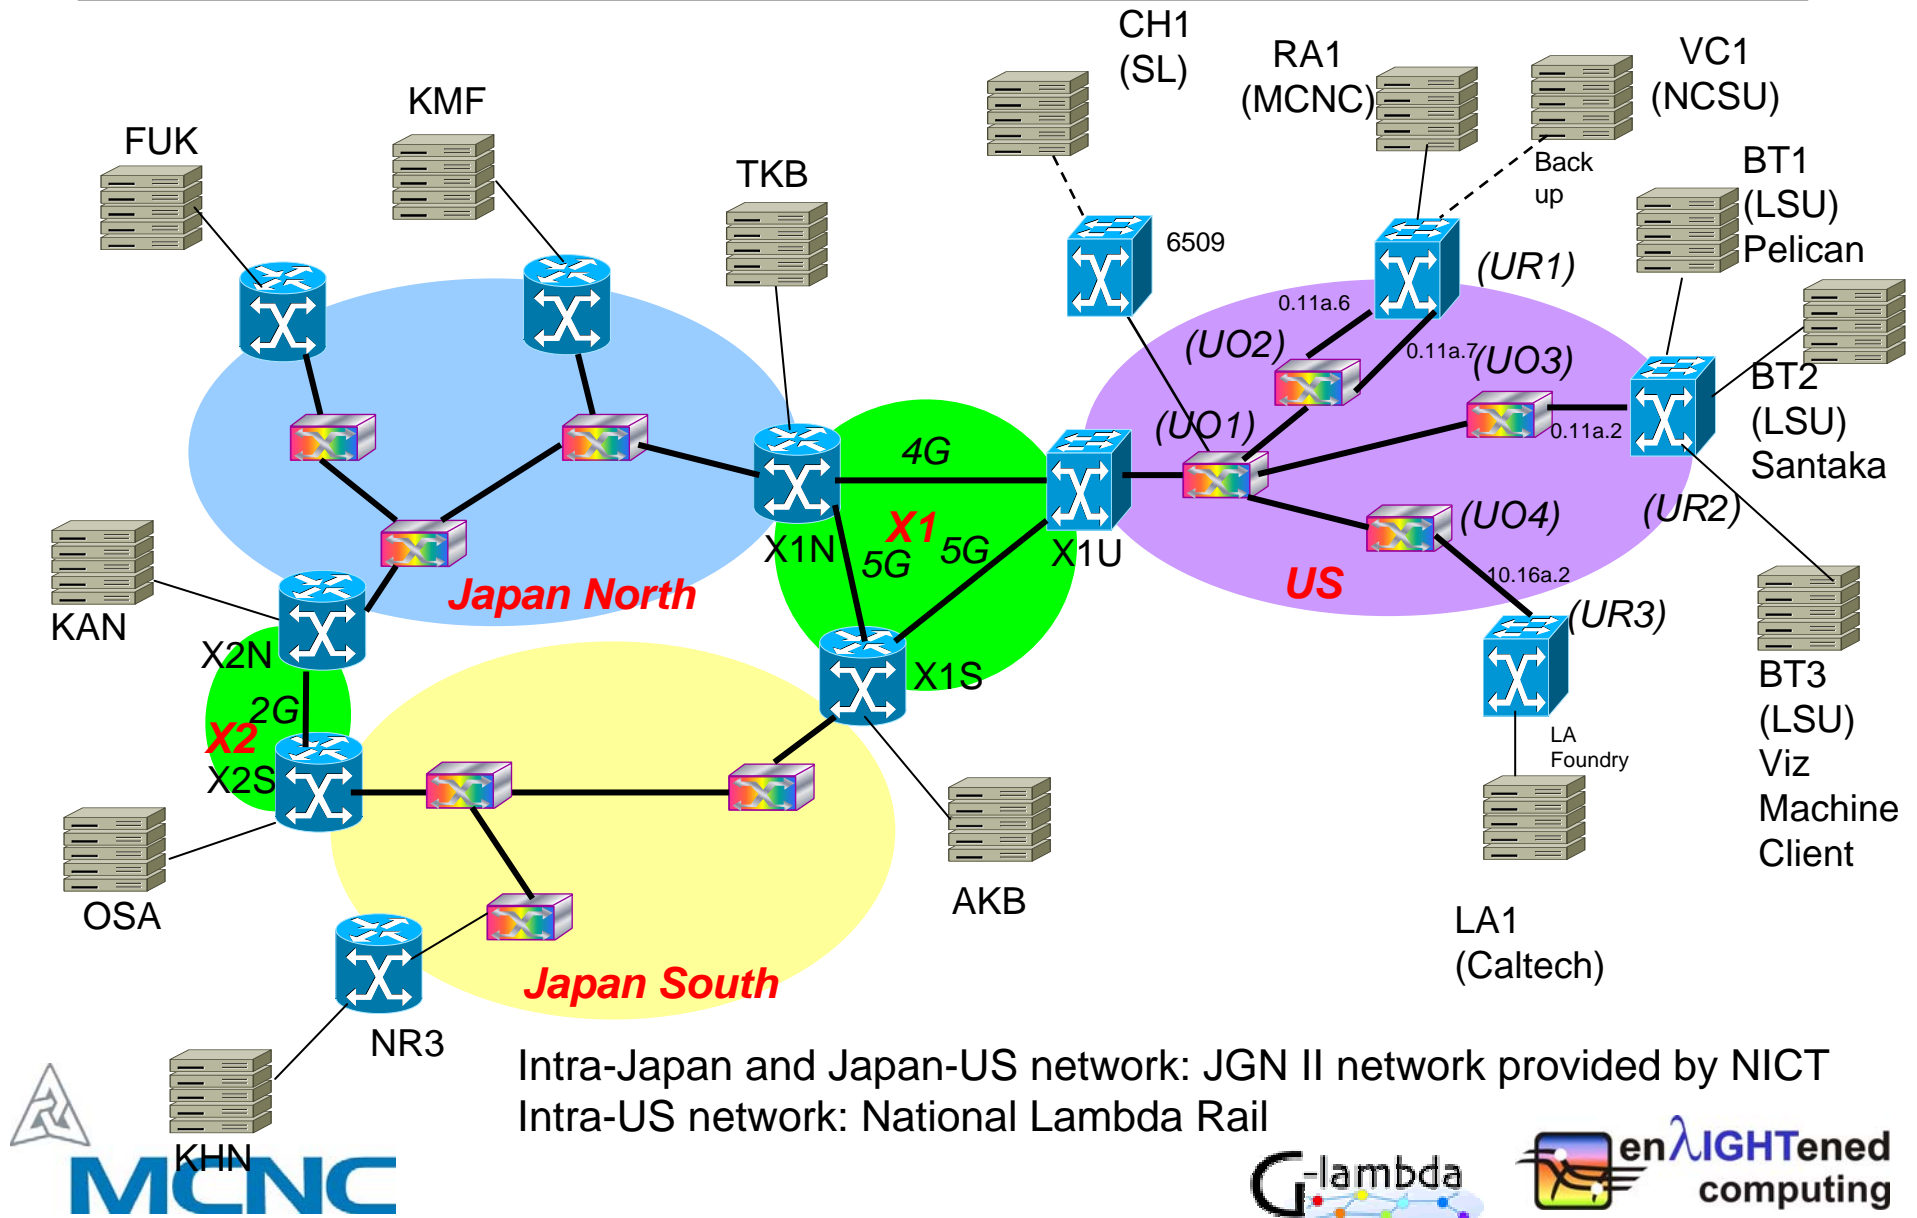 CH1
(SL)
RA1
(MCNC)
VC1
(NCSU)
KMF
FUK
TKB
Back
up
BT1
(LSU)
Pelican
6509
(UR1)
0.11a.6
0.11a.7
(UO2)
(UO3)
BT2
(LSU)
Santaka
(UO1)
0.11a.2
4G
X1
5G
5G
X1N
X1U
(UO4)
(UR2)
Japan North
US
10.16a.2
(UR3)
KAN
X2N
X1S
2G
X2
X2S
BT3
(LSU)
Viz
Machine
Client
LA
Foundry
OSA
AKB
LA1
(Caltech)
Japan South
NR3
KHN
Intra-Japan and Japan-US network: JGN II network provided by NICT
Intra-US network: National Lambda Rail
MCNC
G-lambda
enλIGHTened
computing